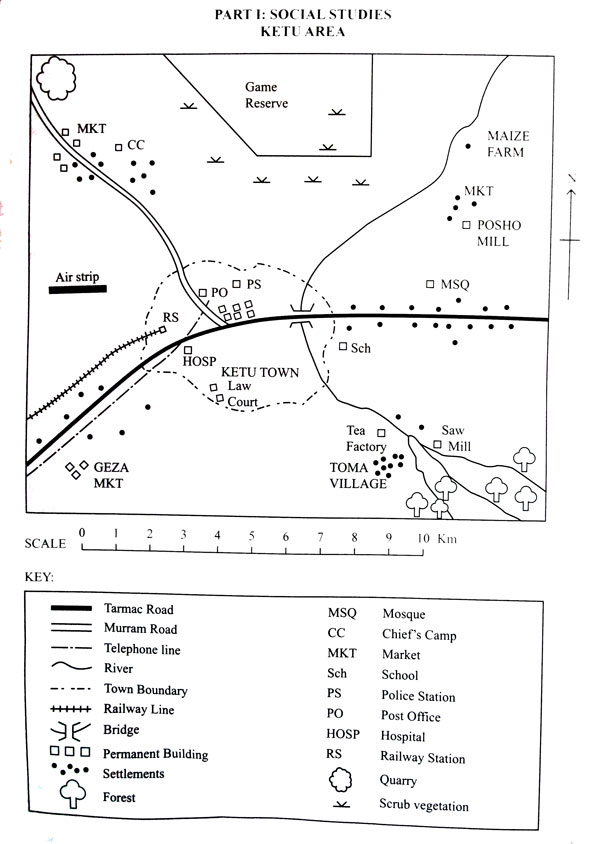 PART I: SOCIAL STUDIES
KETU AREA
Game
Reserve
MKT
CC
MAIZE
FARM
MKT
POSHO
MILL
N
Air strip
PO
PS
MSQ
RS
HOSP
Sch
KETU TOWN
Law
Court
Tea
Factory
Saw
Mill
TOMA
VILLAGE
GEZA
MKT
SCALE
0 1 2 3 4 5 6 7 8 9 10 Km
KEY:
Tarmac Road
Murram Road
Telephone line
River
Town Boundary
Railway Line
Bridge
Permanent Building
Settlements
Forest
MSQ Mosque
CC Chief's Camp
MKT Market
Sch School
PS Police Station
PO Post Office
HOSP Hospital
RS Railway Station
Quarry
Scrub vegetation